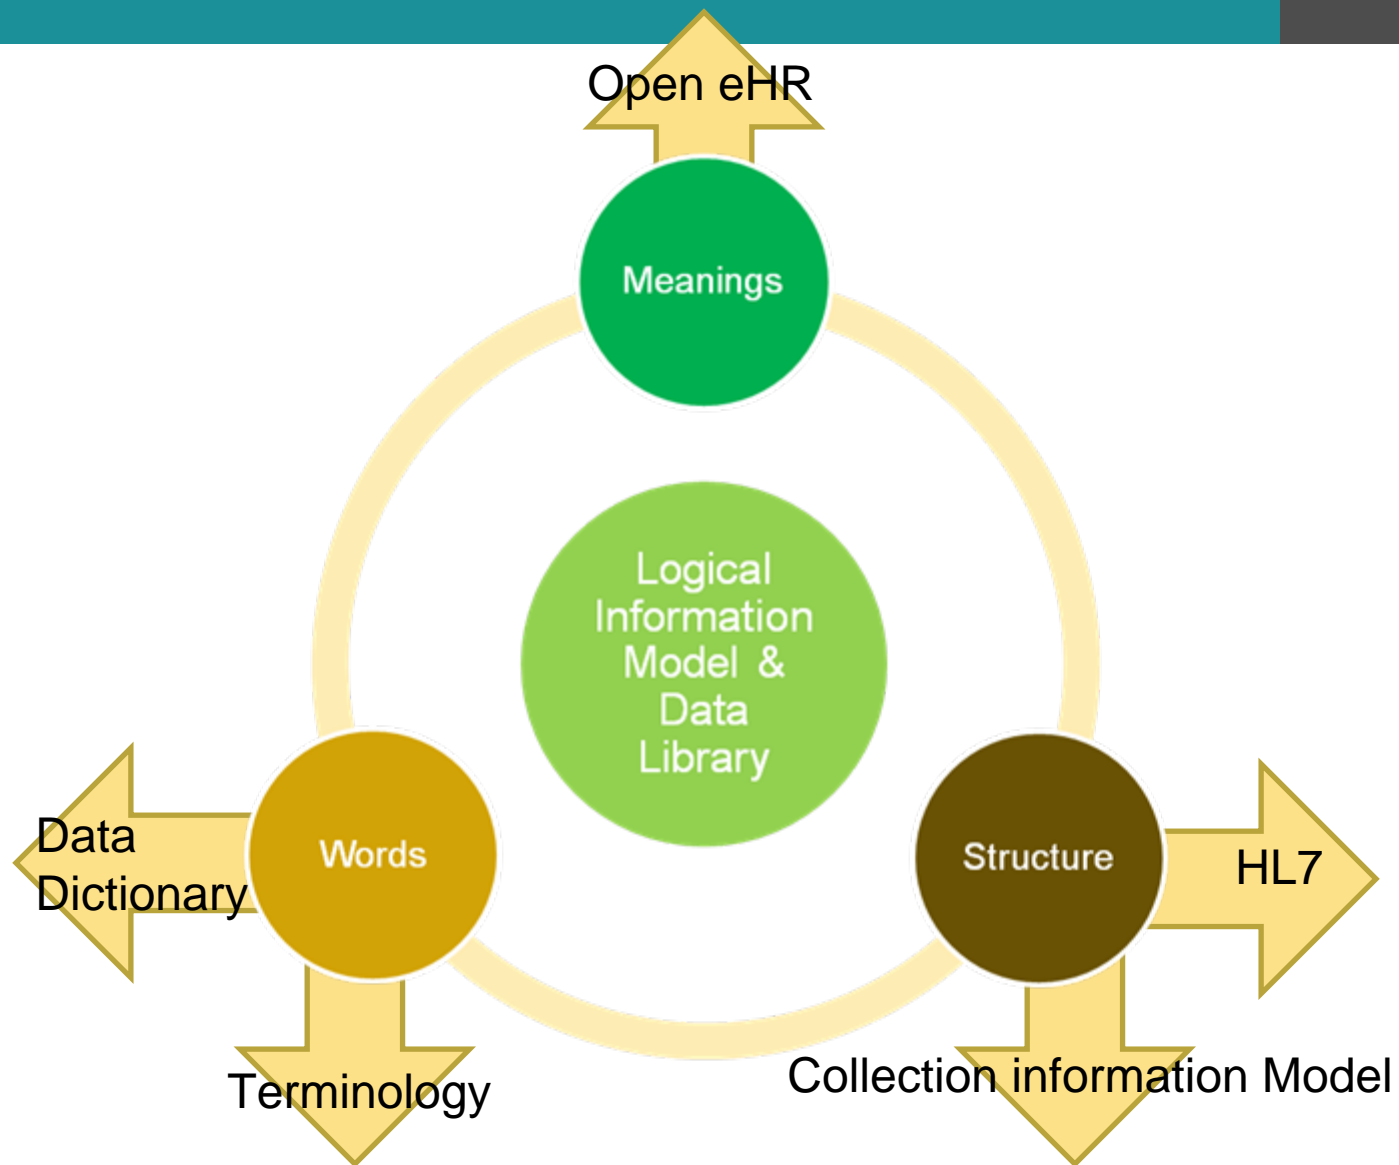 Open eHR
Meanings
Logical
Information
Model &
Data
Library
Data
Dictionary
Words
Structure
HL7
Terminology
Collection information Model